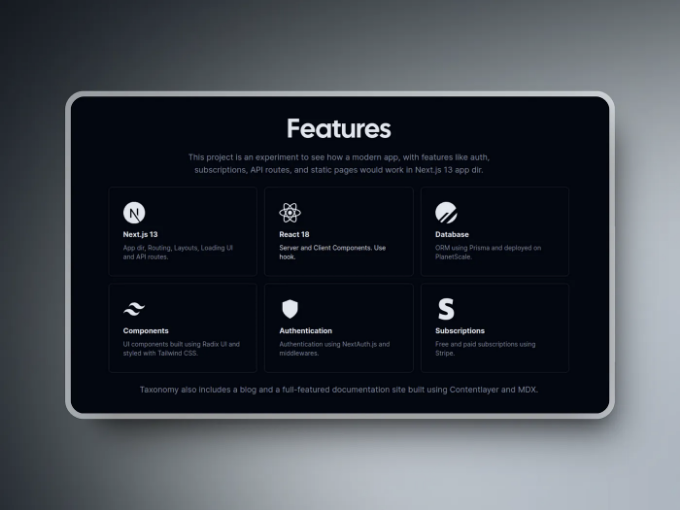 Features
This project is an experiment to see how a modern app, with features like auth,
subscriptions, API routes, and static pages would work in Next.js 13 app dir.
N
Next.js 13
App dir, Routing, Layouts, Loading UI
and API routes.
React 18
Server and Client Components. Use
hook.
Database
ORM using Prisma and deployed on
PlanetScale.
Components
UI components built using Radix UI and
styled with Tailwind CSS.
Authentication
Authentication using NextAuth.js and
middlewares.
S
Subscriptions
Free and paid subscriptions using
Stripe.
Taxonomy also includes a blog and a full-featured documentation site built using Contentlayer and MDX.